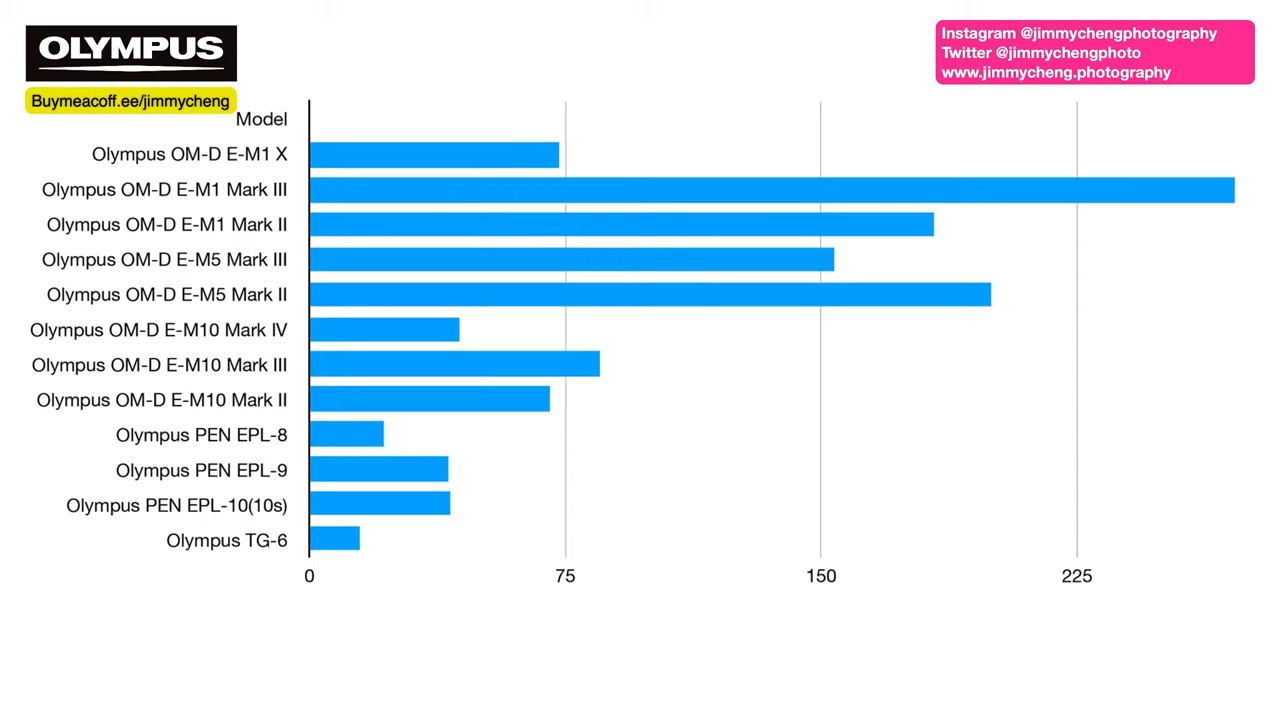 OLYMPUS
Buymeacoff.ee/jimmycheng
Instagram @jimmychengphotography
Twitter @jimmychengphoto
www.jimmycheng.photography
Model
Olympus OM-D E-M1 X
Olympus OM-D E-M1 Mark III
Olympus OM-D E-M1 Mark II
Olympus OM-D E-M5 Mark III
Olympus OM-D E-M5 Mark II
Olympus OM-D E-M10 Mark IV
Olympus OM-D E-M10 Mark III
Olympus OM-D E-M10 Mark II
Olympus PEN EPL-8
Olympus PEN EPL-9
Olympus PEN EPL-10(10s)
Olympus TG-6
0 75 150 225